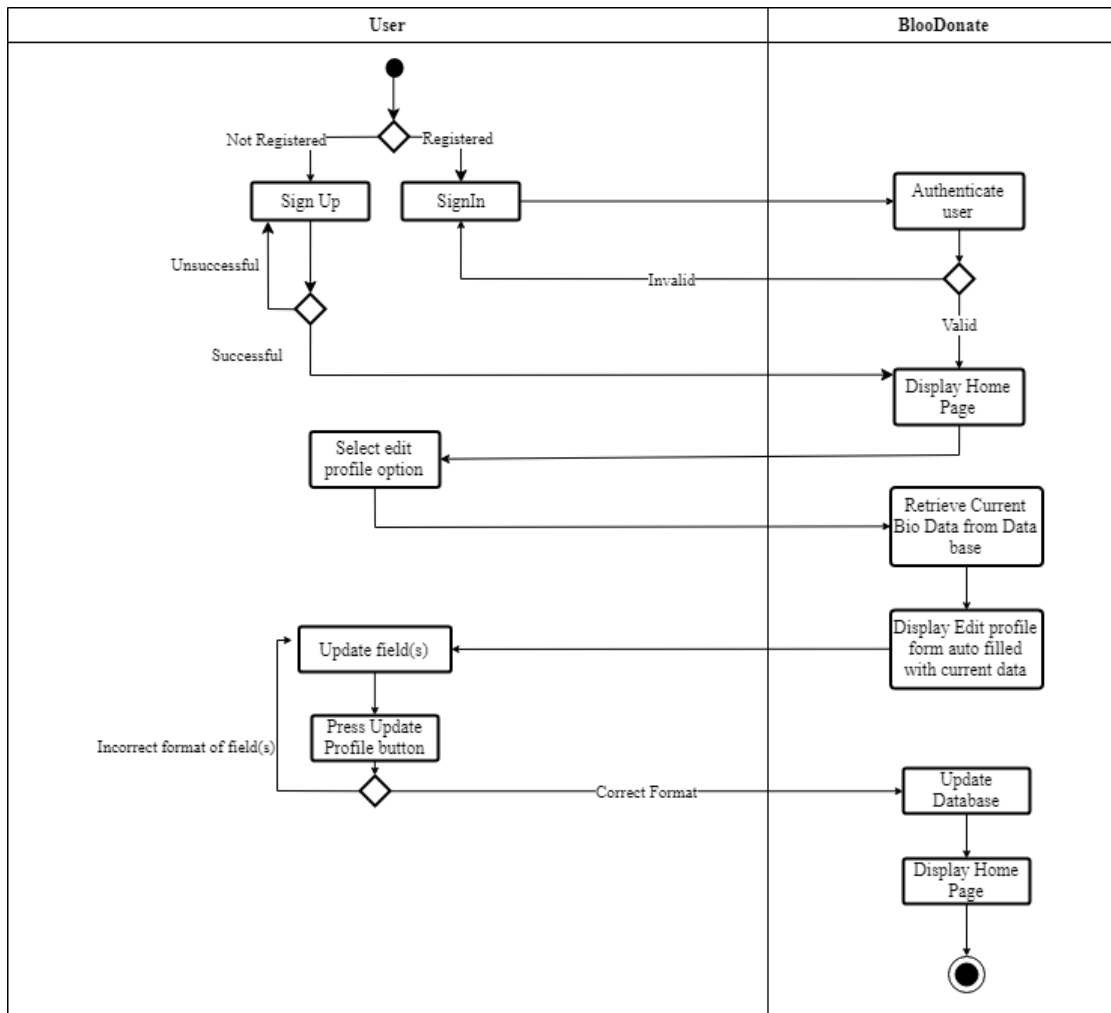 User
BlooDonate
Not Registered
Registered
Sign Up
SignIn
Authenticate
user
Unsuccessful
Invalid
Valid
Successful
Display Home
Page
Select edit
profile option
Retrieve Current
Bio Data from Data
base
Display Edit profile
form auto filled
with current data
Update field(s)
Press Update
Profile button
Incorrect format of field(s)
Correct Format
Update
Database
Display Home
Page